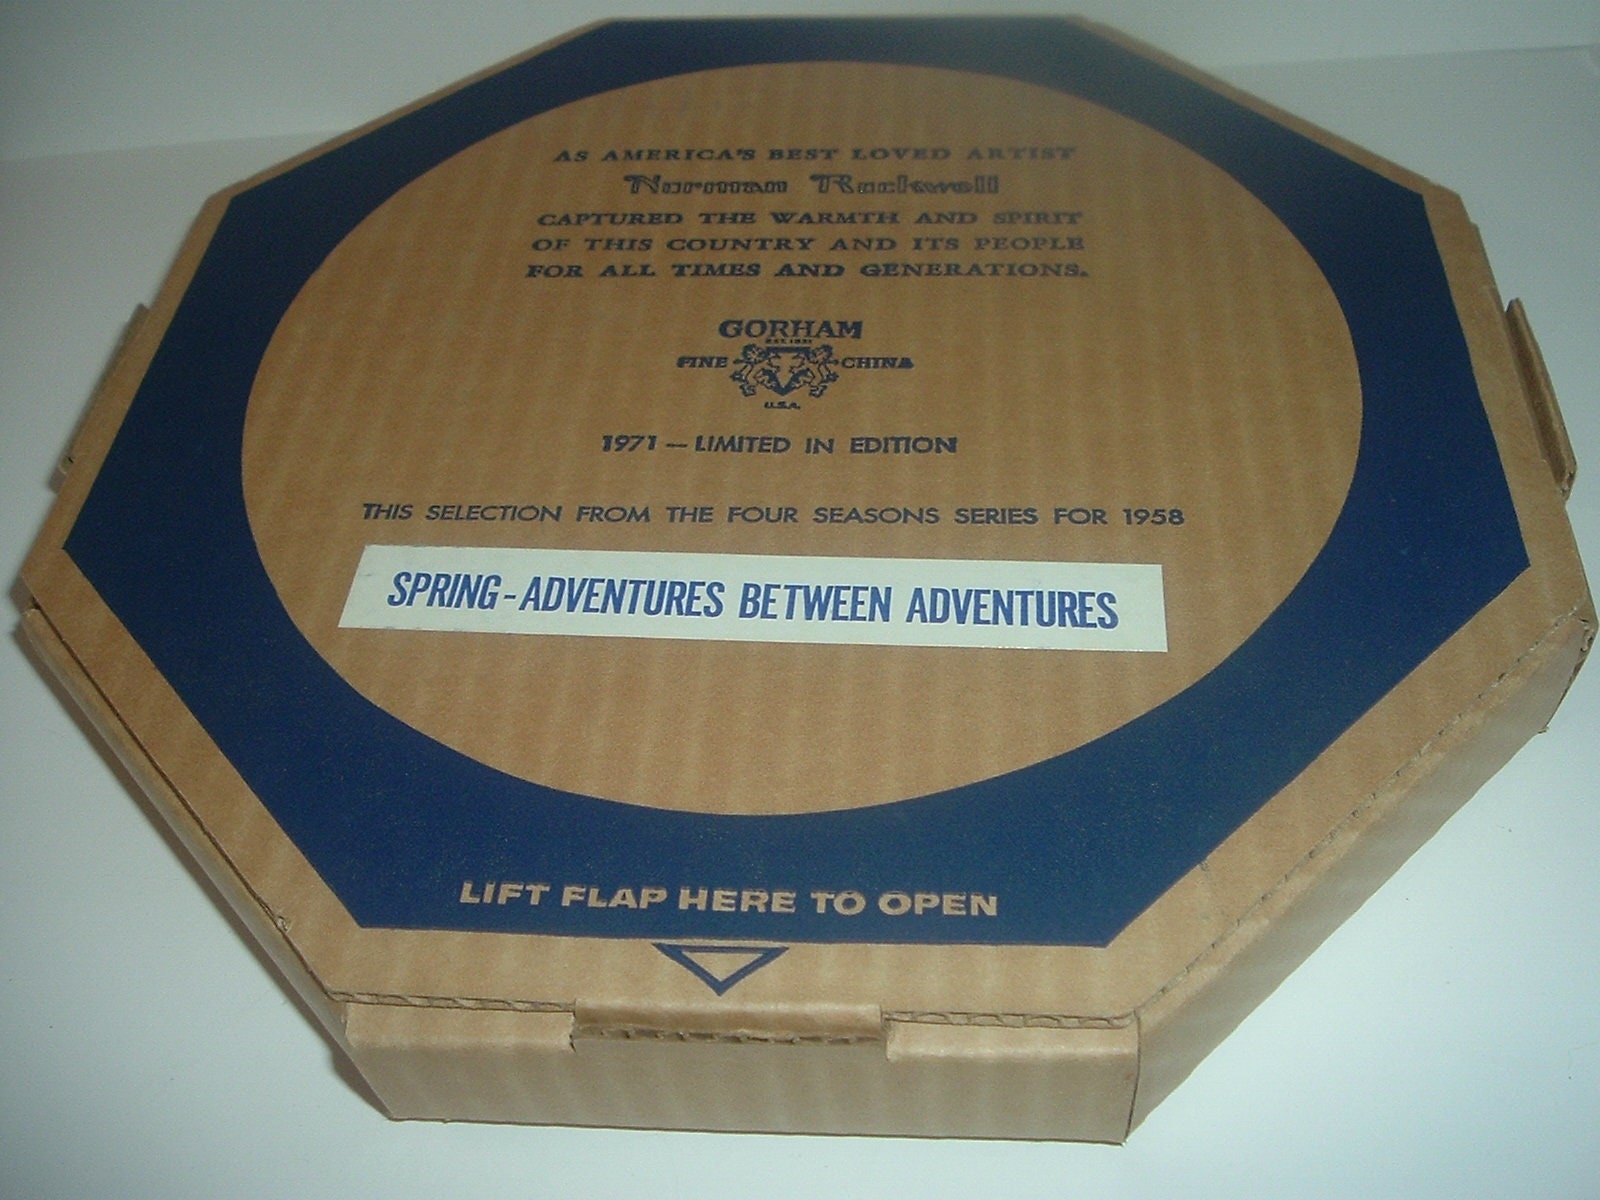 AS AMERICA'S BEST LOVED ARTIST
Norman Rockwell
CAPTURED THE WARMTH AND SPIRIT
OF THIS COUNTRY AND ITS PEOPLE
FOR ALL TIMES AND GENERATIONS.
GORHAM
EST. 1831
FINE CHINA
U.S.A.
1971 — LIMITED IN EDITION
THIS SELECTION FROM THE FOUR SEASONS SERIES FOR 1958
SPRING - ADVENTURES BETWEEN ADVENTURES
LIFT FLAP HERE TO OPEN